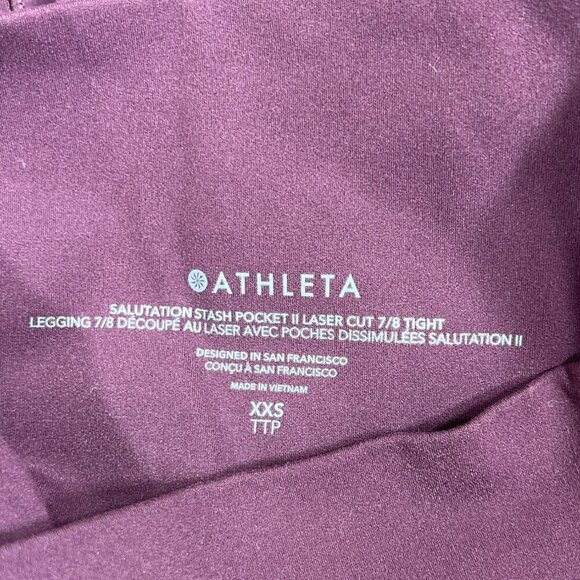 ATHLETA
SALUTATION STASH POCKET II LASER CUT 7/8 TIGHT
LEGGING 7/8 DÉCOUPÉ AU LASER AVEC POCHES DISSIMULÉES SALUTATION II
DESIGNED IN SAN FRANCISCO
CONÇU À SAN FRANCISCO
MADE IN VIETNAM
XXS
TTP